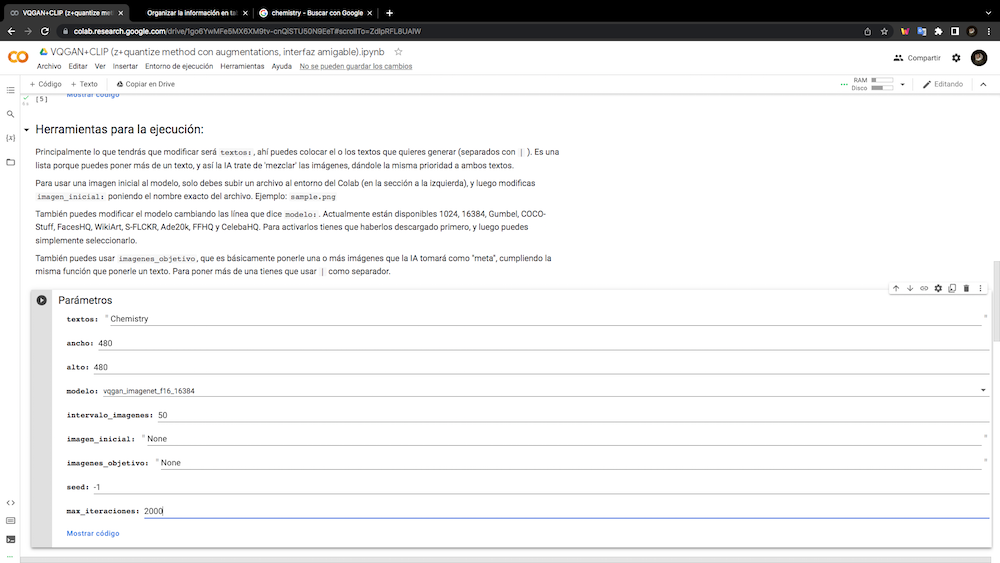 VQGAN+CLIP (z+quantize met
Organizar la información en tab
chemistry - Buscar con Google
colab.research.google.com/drive/1go6YwMFe5MX6XM9tv-cnQiSTU50N9EeT#scrollTo=ZdlpRFL8UAlW
VQGAN+CLIP (z+quantize method con augmentations, interfaz amigable).ipynb
Compartir
Archivo Editar Ver Insertar Entorno de ejecución Herramientas Ayuda No se pueden guardar los cambios
+ Código + Texto Copiar en Drive
RAM
Disco
Editando
[5] Mostrar código
Herramientas para la ejecución:
Principalmente lo que tendrás que modificar será textos:, ahí puedes colocar el o los textos que quieres generar (separados con | ). Es una
lista porque puedes poner más de un texto, y así la IA trate de 'mezclar' las imágenes, dándole la misma prioridad a ambos textos.
Para usar una imagen inicial al modelo, solo debes subir un archivo al entorno del Colab (en la sección a la izquierda), y luego modificas
imagen_inicial: poniendo el nombre exacto del archivo. Ejemplo: sample.png
También puedes modificar el modelo cambiando las línea que dice modelo:. Actualmente están disponibles 1024, 16384, Gumbel, COCO-
Stuff, FacesHQ, WikiArt, S-FLCKR, Ade20k, FFHQ y CelebaHQ. Para activarlos tienes que haberlos descargado primero, y luego puedes
simplemente seleccionarlo.
También puedes usar imagenes_objetivo, que es básicamente ponerle una o más imágenes que la IA tomará como "meta", cumpliendo la
misma función que ponerle un texto. Para poner más de una tienes que usar | como separador.
Parámetros
textos: " Chemistry "
ancho: 480
alto: 480
modelo: vqgan_imagenet_f16_16384
intervalo_imagenes: 50
imagen_inicial: " None "
imagenes_objetivo: " None "
seed: -1
max_iteraciones: 2000
Mostrar código